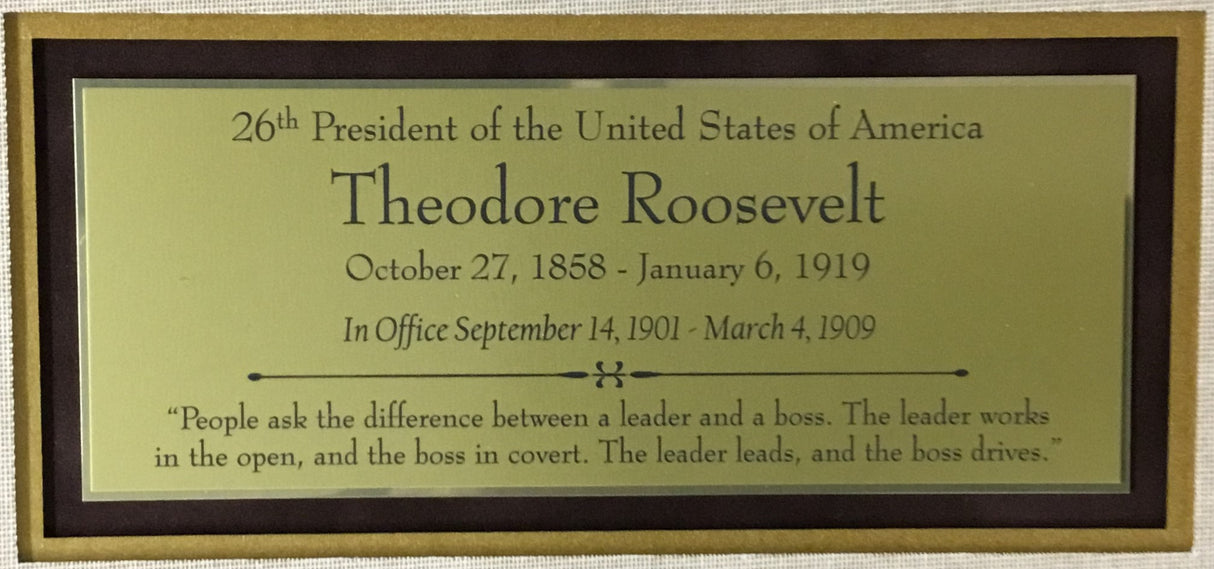 26th President of the United States of America
Theodore Roosevelt
October 27, 1858 - January 6, 1919
In Office September 14, 1901 - March 4, 1909
“People ask the difference between a leader and a boss. The leader works
in the open, and the boss in covert. The leader leads, and the boss drives.”